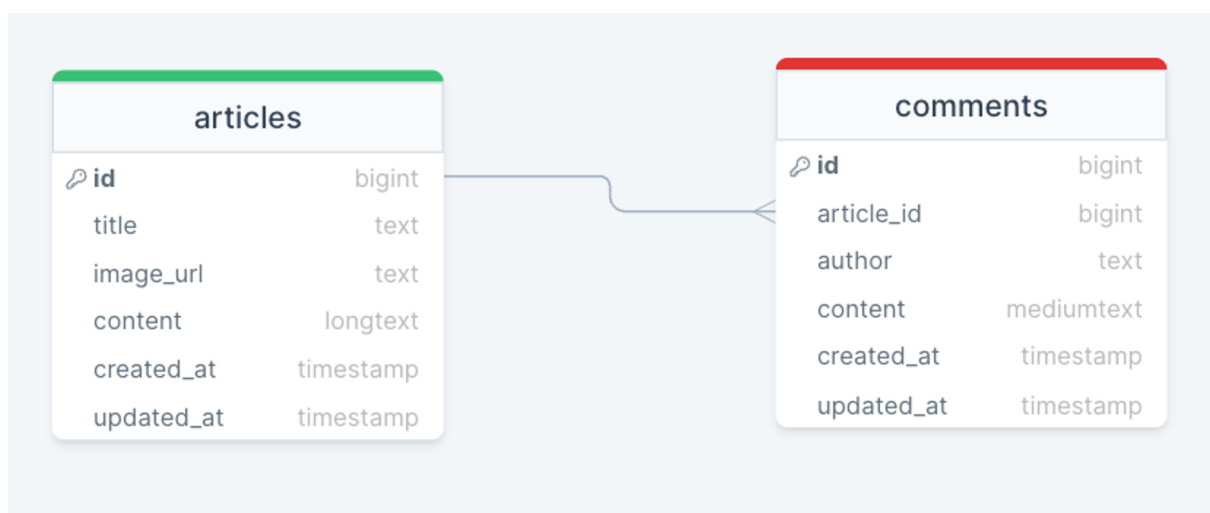 articles
id bigint
title text
image_url text
content longtext
created_at timestamp
updated_at timestamp
comments
id bigint
article_id bigint
author text
content mediumtext
created_at timestamp
updated_at timestamp